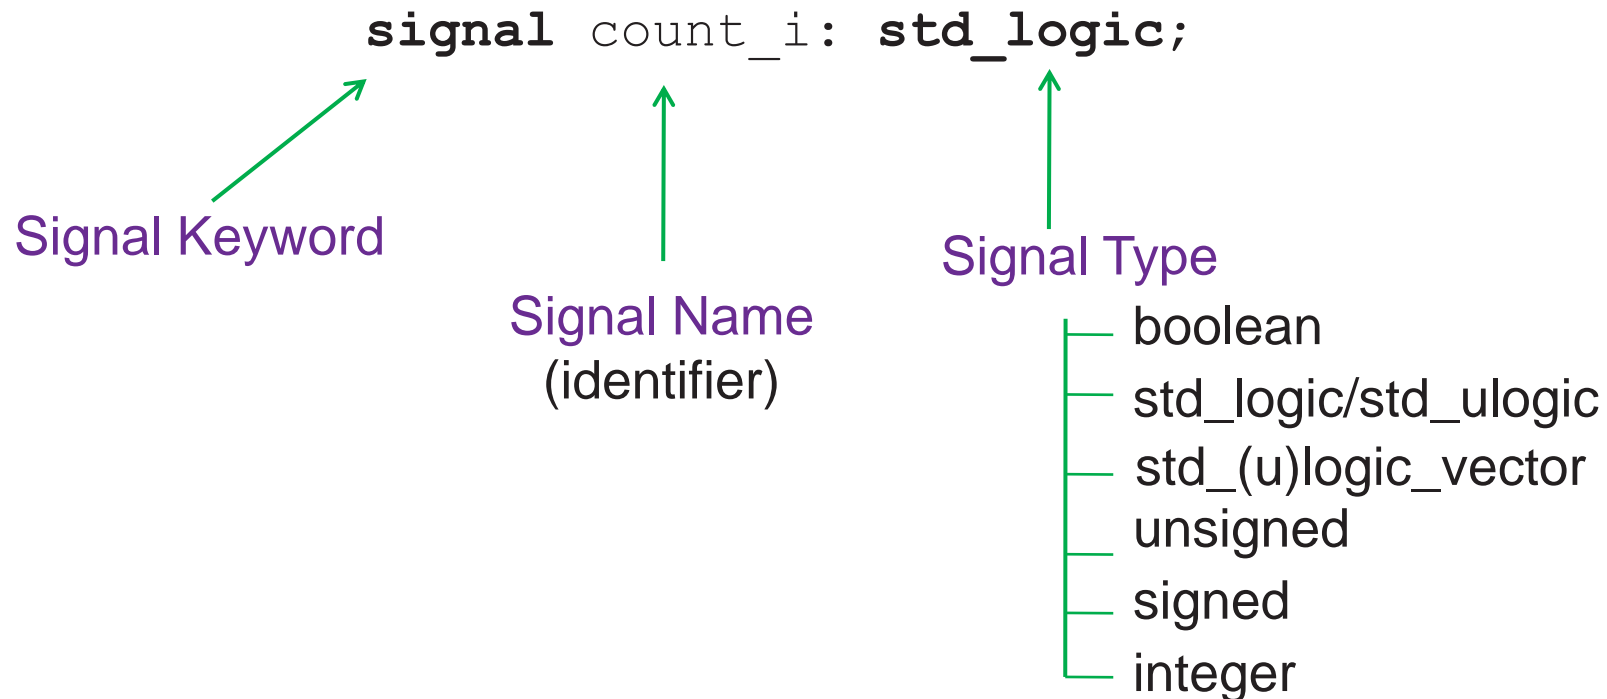 signal count_i: std_logic;
Signal Keyword
Signal Name
(identifier)
Signal Type
boolean
std_logic/std_ulogic
std_(u)logic_vector
unsigned
signed
integer